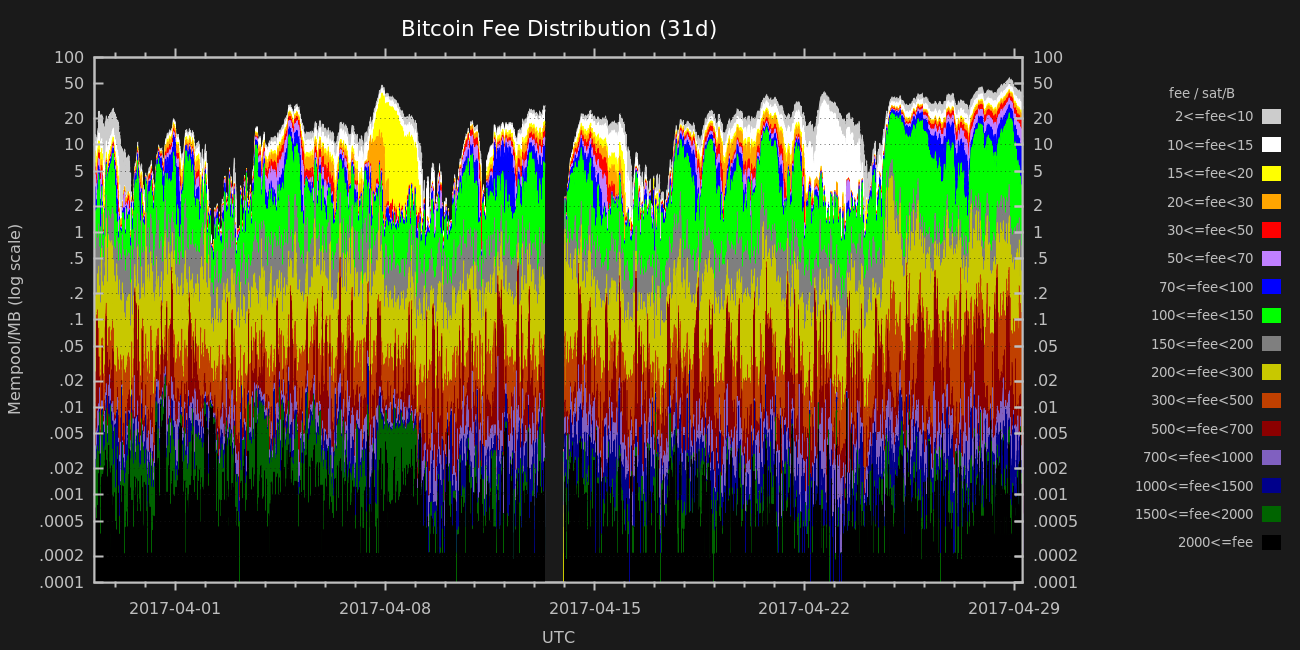 Bitcoin Fee Distribution (31d)
100
50
20
10
5
2
1
.5
.2
.1
.05
.02
.01
.005
.002
.001
.0005
.0002
.0001
Mempool/MB (log scale)
100
50
20
10
5
2
1
.5
.2
.1
.05
.02
.01
.005
.002
.001
.0005
.0002
.0001
2017-04-01 2017-04-08 2017-04-15 2017-04-22 2017-04-29
UTC
fee / sat/B
2<=fee<10
10<=fee<15
15<=fee<20
20<=fee<30
30<=fee<50
50<=fee<70
70<=fee<100
100<=fee<150
150<=fee<200
200<=fee<300
300<=fee<500
500<=fee<700
700<=fee<1000
1000<=fee<1500
1500<=fee<2000
2000<=fee